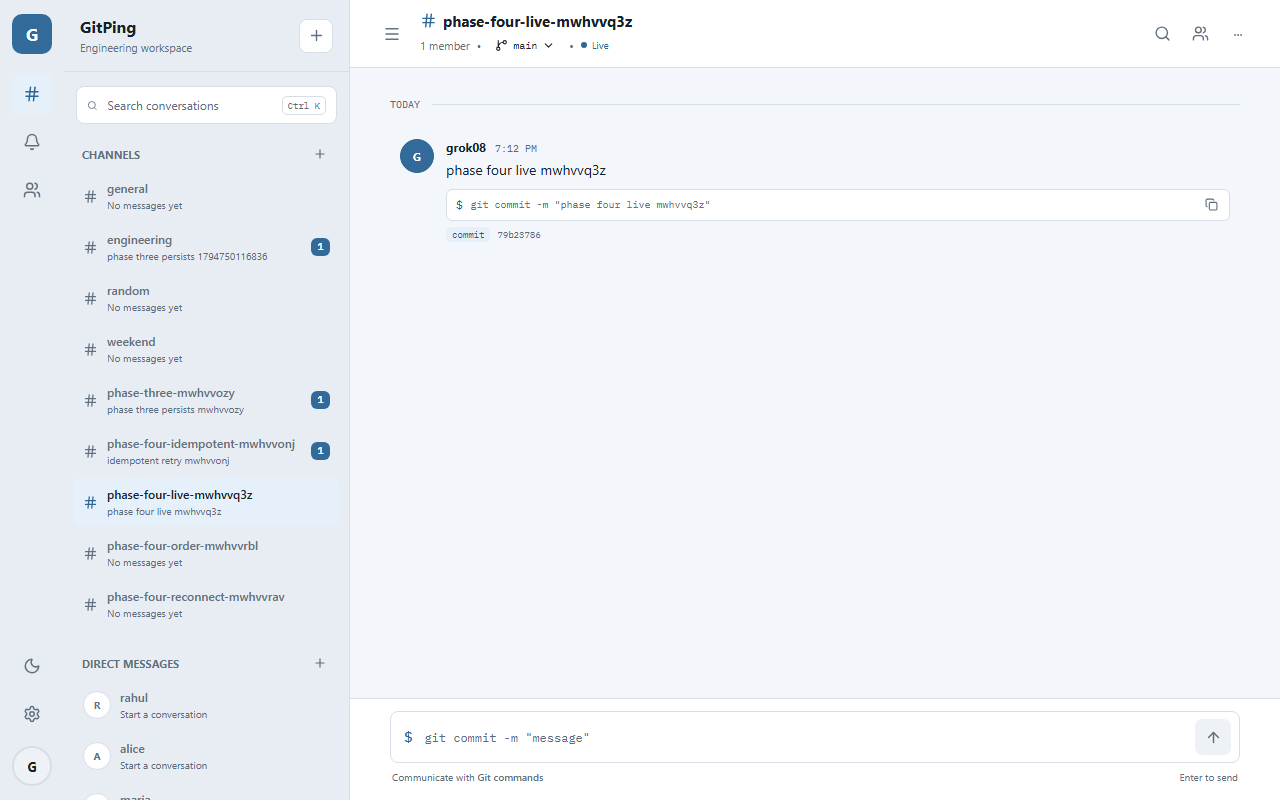 G
GitPing
Engineering workspace
Search conversations
Ctrl K
CHANNELS
general
No messages yet
engineering
phase three persists 1794750116836
1
random
No messages yet
weekend
No messages yet
phase-three-mwhvvozy
phase three persists mwhvvozy
1
phase-four-idempotent-mwhvvonj
idempotent retry mwhvvonj
1
phase-four-live-mwhvvq3z
phase four live mwhvvq3z
phase-four-order-mwhvvrbl
No messages yet
phase-four-reconnect-mwhvvrav
No messages yet
DIRECT MESSAGES
R
rahul
Start a conversation
A
alice
Start a conversation
maria
G
# phase-four-live-mwhvvq3z
1 member • main • Live
TODAY
G
grok08 7:12 PM
phase four live mwhvvq3z
$ git commit -m "phase four live mwhvvq3z"
commit 79b23786
$ git commit -m "message"
Communicate with Git commands
Enter to send